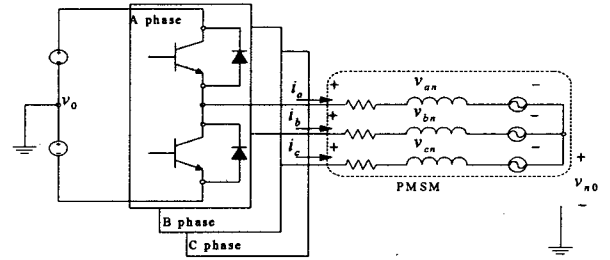 A phase
v0
ia
+
van
−
ib
+
vbn
−
ic
+
vcn
−
PMSM
+
vn0
−
B phase
C phase